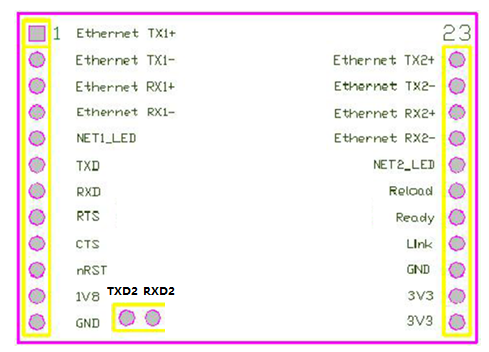 1 Ethernet TX1+
23
Ethernet TX1-
Ethernet TX2+
Ethernet RX1+
Ethernet TX2-
Ethernet RX1-
Ethernet RX2+
NET1_LED
Ethernet RX2-
TXD
NET2_LED
RXD
Reload
RTS
Ready
CTS
Link
nRST
GND
1V8
TXD2 RXD2
3V3
GND
3V3